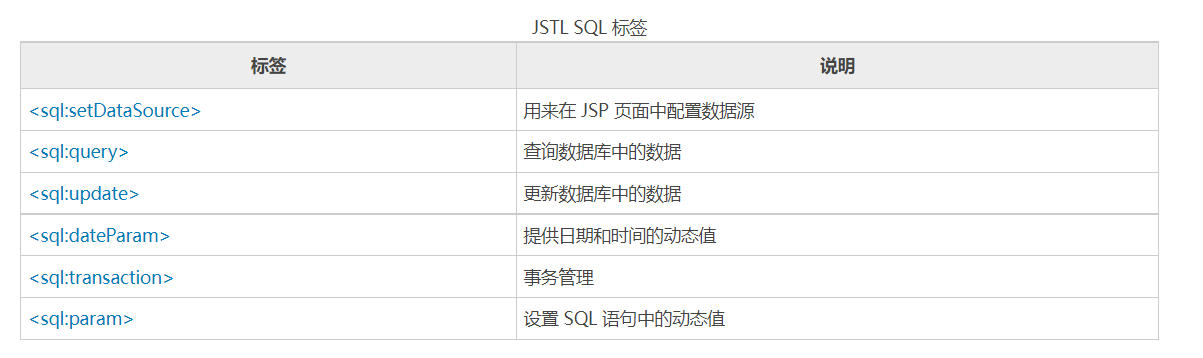 JSTL SQL 标签
标签 说明
<sql:setDataSource> 用来在 JSP 页面中配置数据源
<sql:query> 查询数据库中的数据
<sql:update> 更新数据库中的数据
<sql:dateParam> 提供日期和时间的动态值
<sql:transaction> 事务管理
<sql:param> 设置 SQL 语句中的动态值